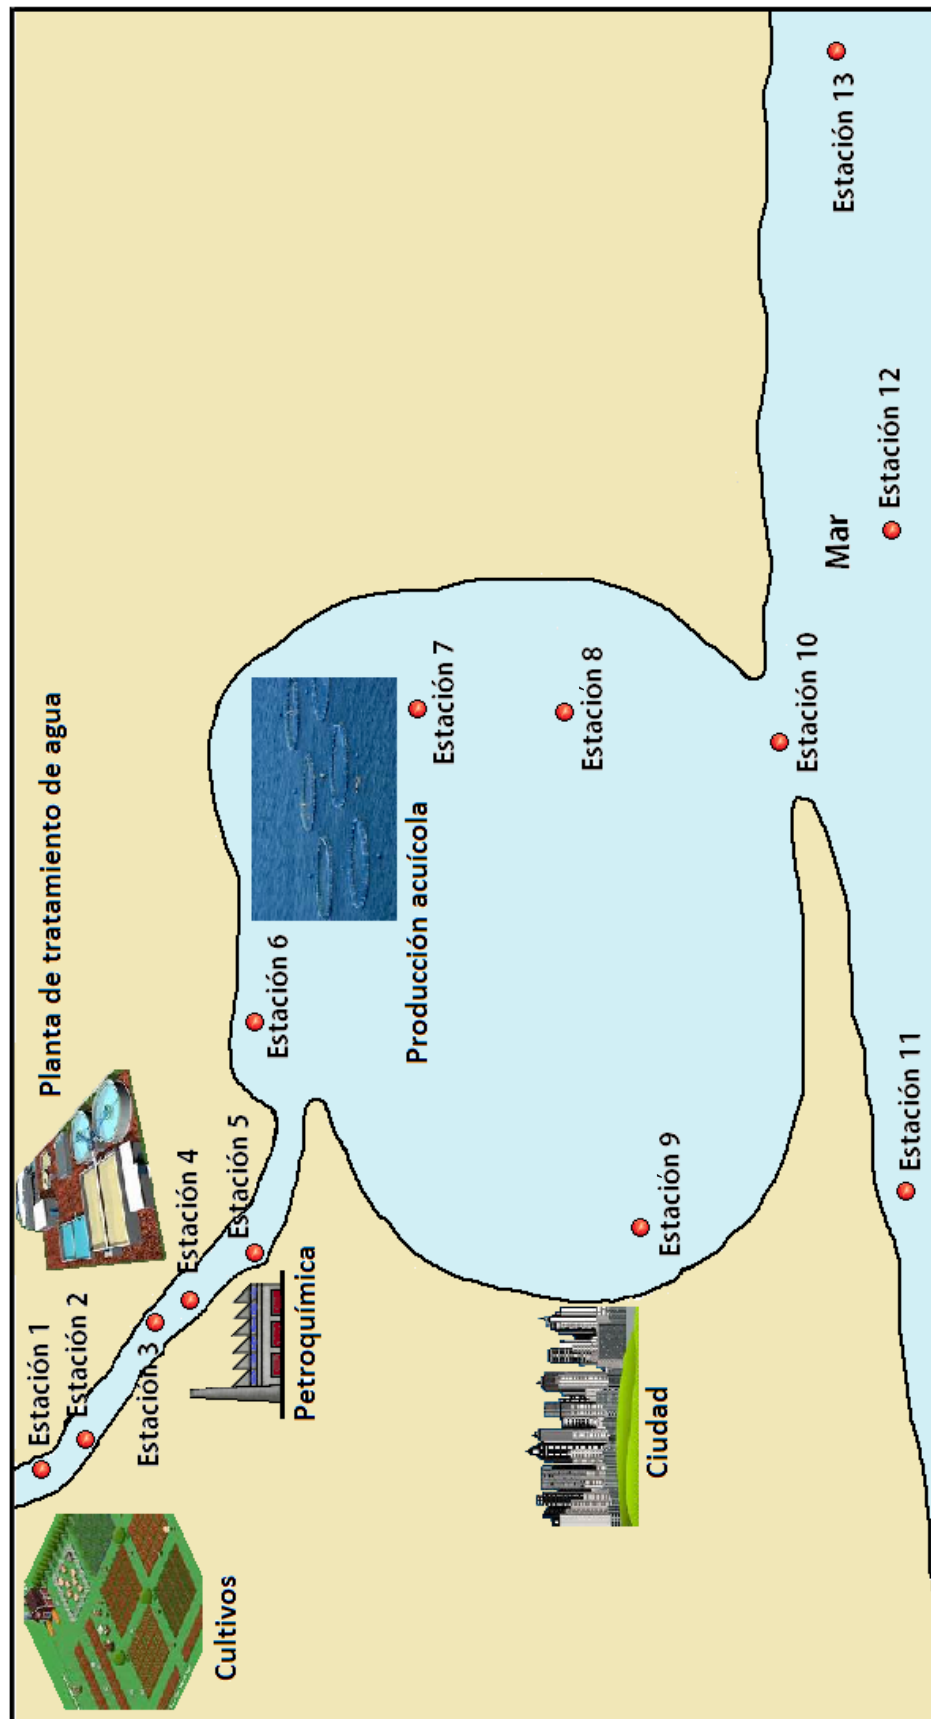 Planta de tratamiento de agua
Cultivos
Estación 1
Estación 2
Estación 3
Estación 4
Estación 5
Petroquímica
Estación 6
Producción acuícola
Estación 7
Estación 8
Ciudad
Estación 9
Estación 10
Mar
Estación 11
Estación 12
Estación 13